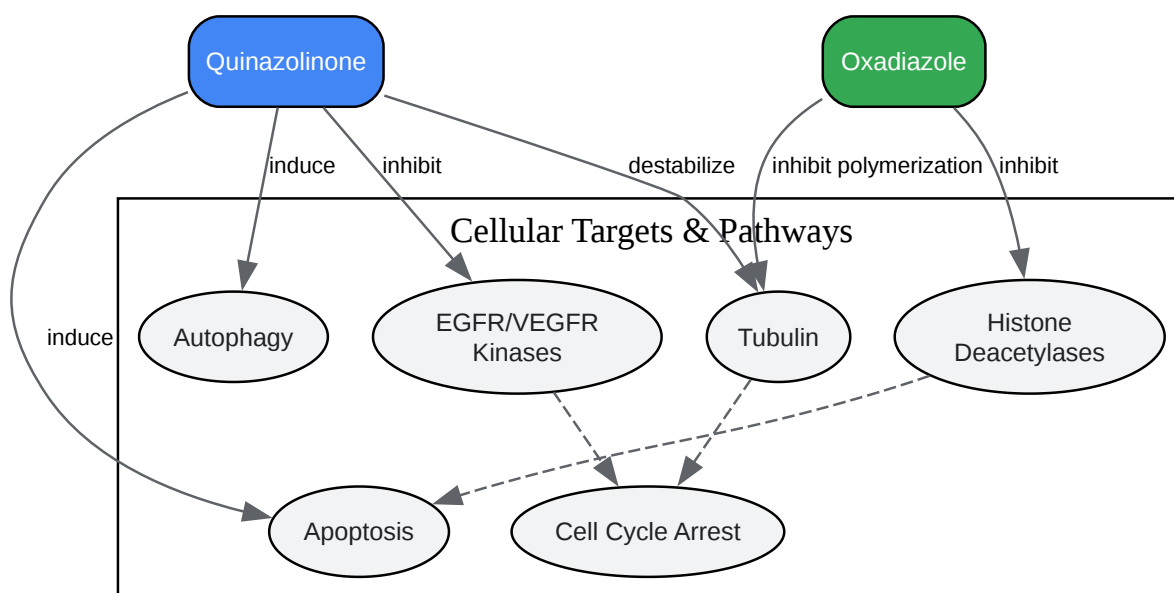 Quinazolinone
Oxadiazole
induce
inhibit
destabilize
inhibit polymerization
inhibit
Cellular Targets & Pathways
induce
Autophagy
EGFR/VEGFR
Kinases
Tubulin
Histone
Deacetylases
Apoptosis
Cell Cycle Arrest